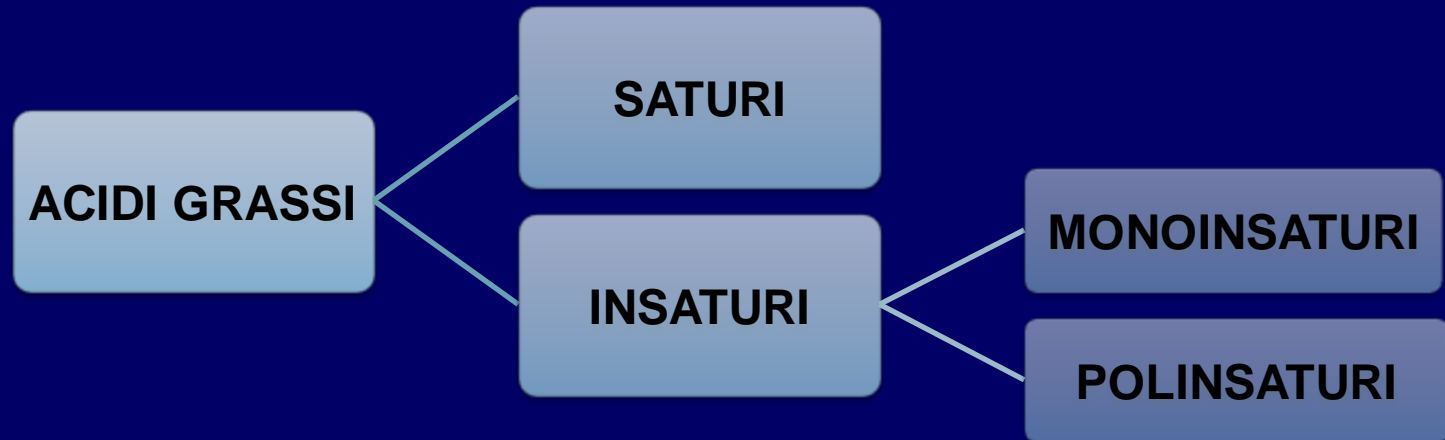 ACIDI GRASSI
SATURI
INSATURI
MONOINSATURI
POLINSATURI